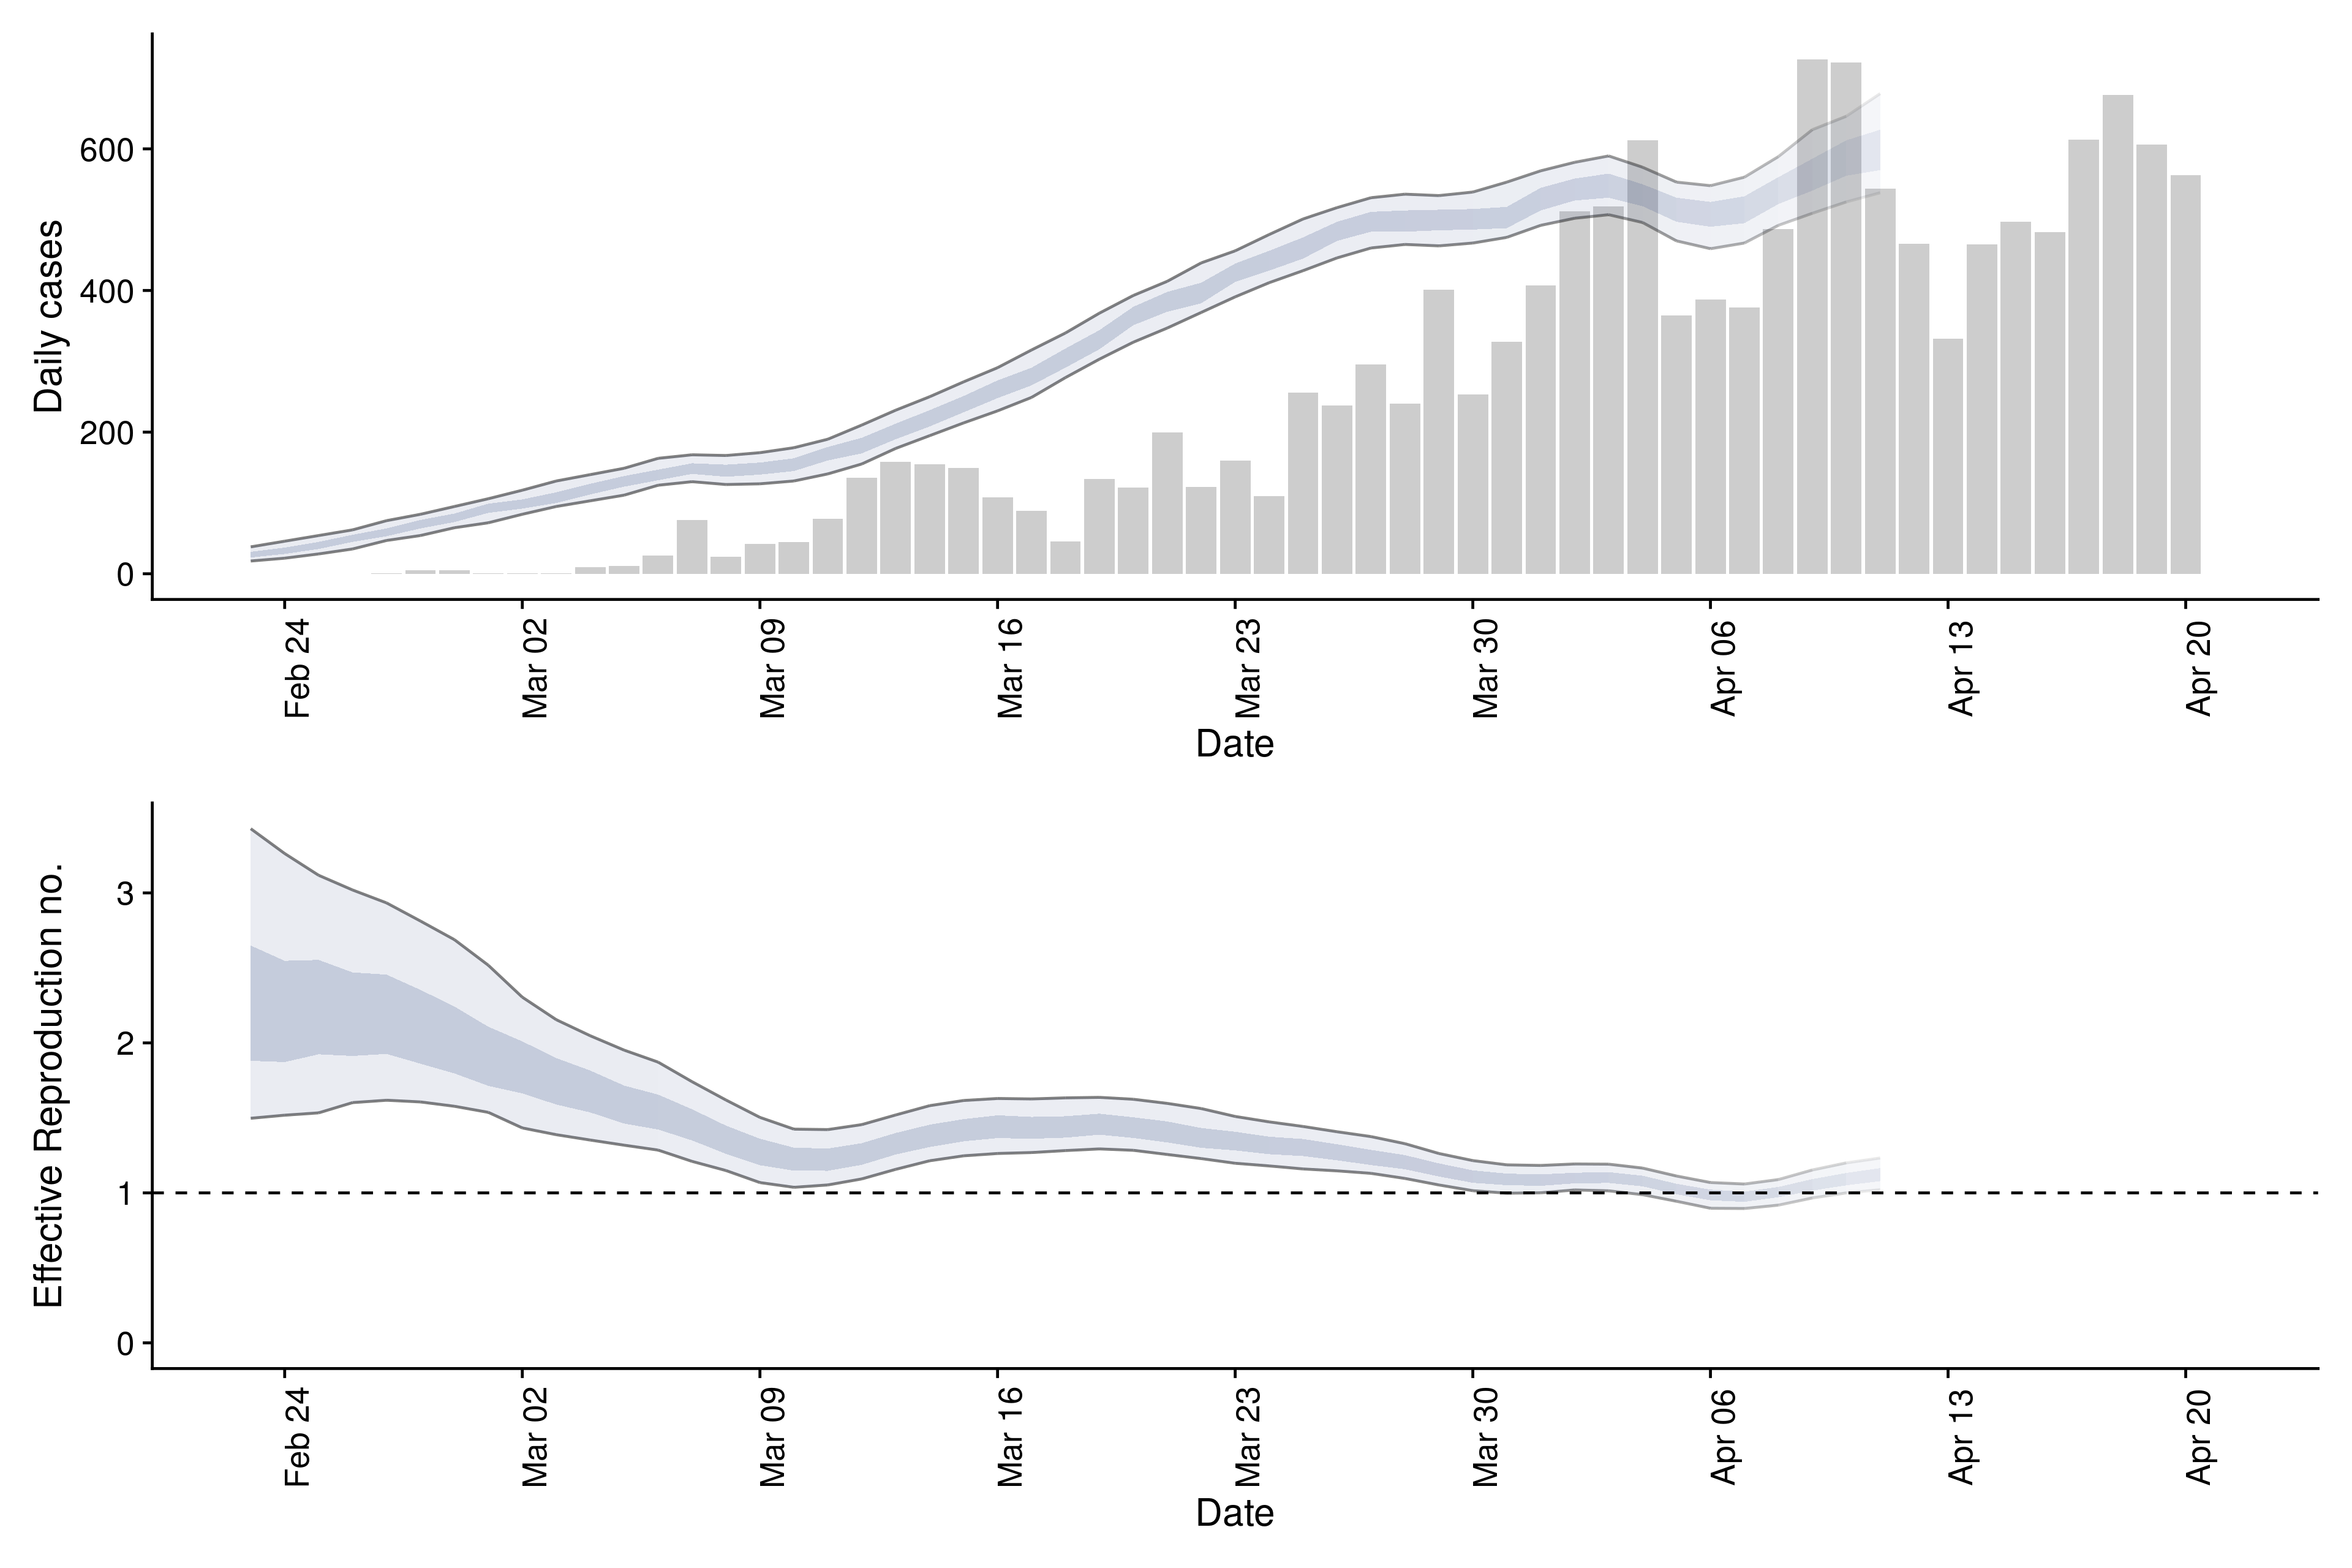 Daily cases
600
400
200
0
Feb 24
Mar 02
Mar 09
Mar 16
Mar 23
Mar 30
Apr 06
Apr 13
Apr 20
Date
Effective Reproduction no.
3
2
1
0
Feb 24
Mar 02
Mar 09
Mar 16
Mar 23
Mar 30
Apr 06
Apr 13
Apr 20
Date